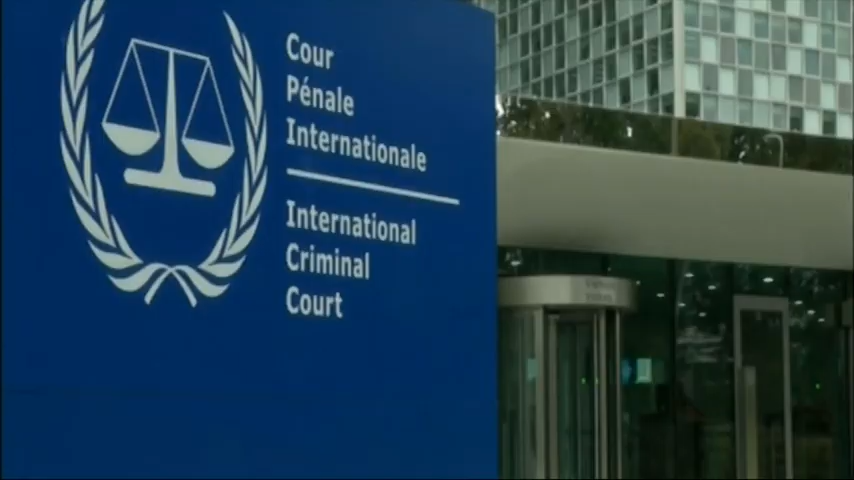 Cour
Pénale
Internationale
International
Criminal
Court